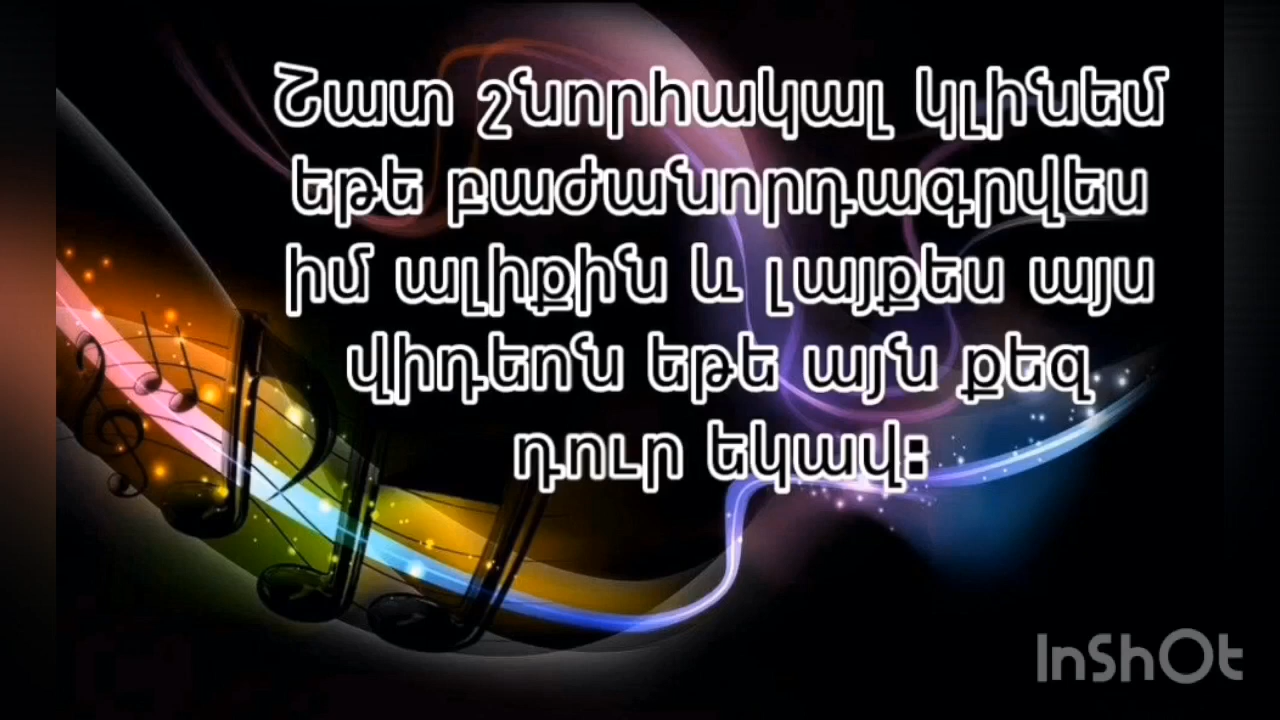 Շատ շնորհակալ կլինեմ
եթե բաժանորդագրվես
իմ ալիքին և լայքես այս
վիդեոն եթե այն քեզ
դուր եկավ:
InShOt